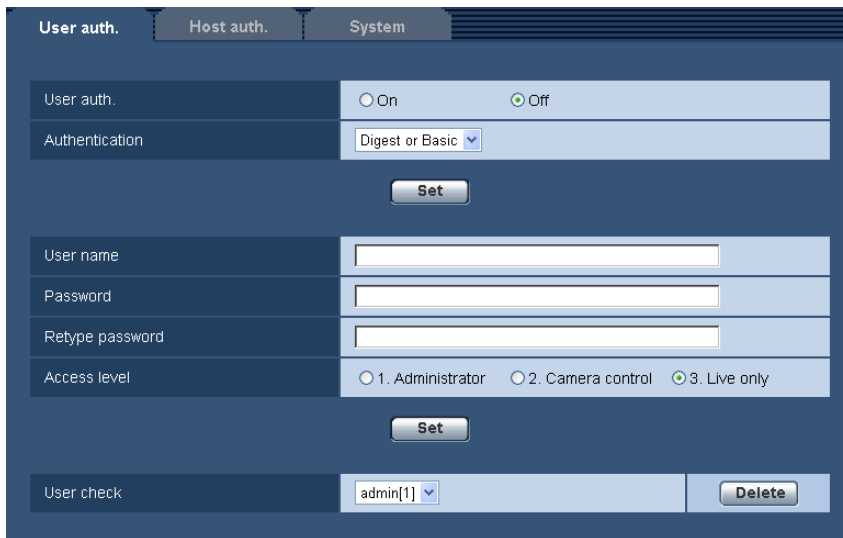 User auth. Host auth. System
User auth. On Off
Authentication Digest or Basic
Set
User name
Password
Retype password
Access level 1. Administrator 2. Camera control 3. Live only
Set
User check admin[1] Delete